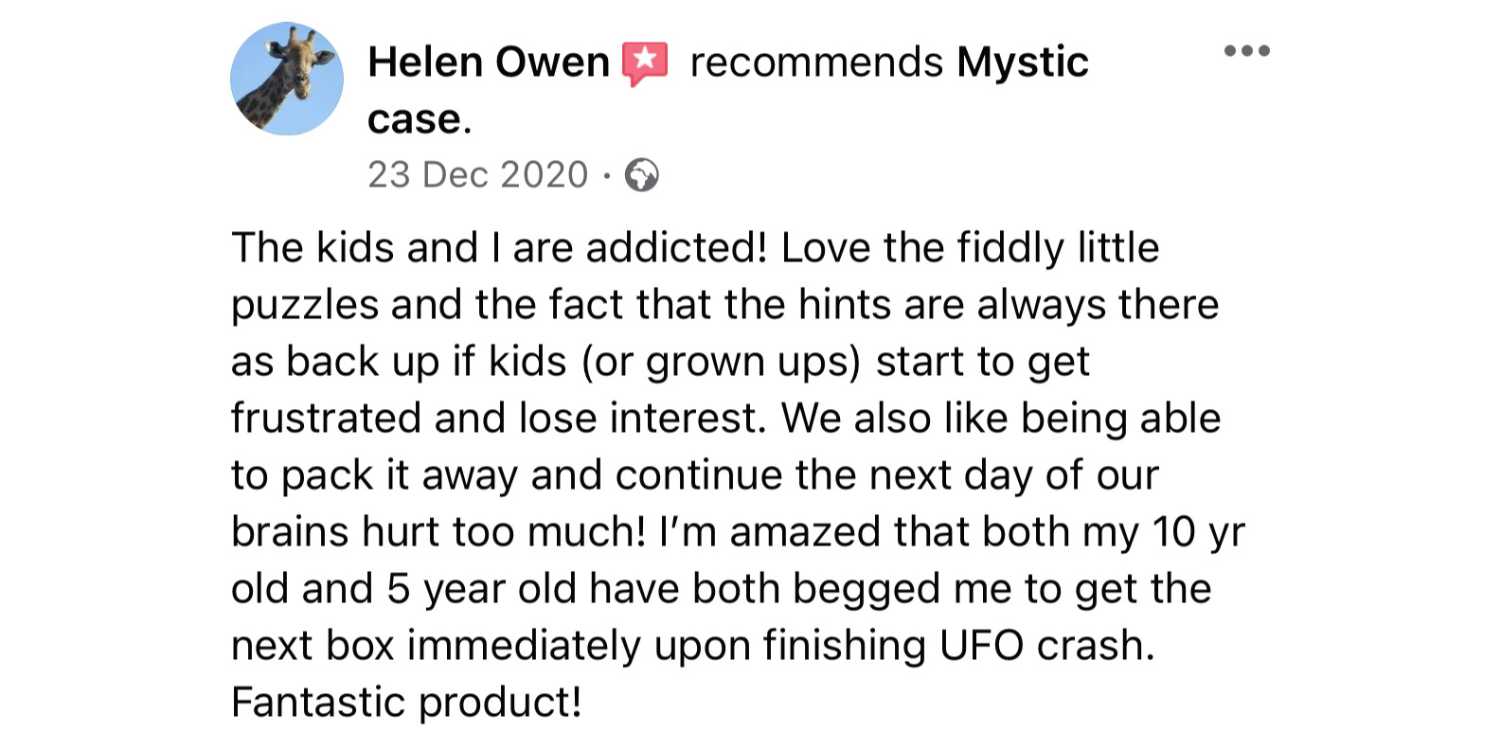 Helen Owen recommends Mystic
case.
23 Dec 2020 ·
The kids and I are addicted! Love the fiddly little
puzzles and the fact that the hints are always there
as back up if kids (or grown ups) start to get
frustrated and lose interest. We also like being able
to pack it away and continue the next day of our
brains hurt too much! I'm amazed that both my 10 yr
old and 5 year old have both begged me to get the
next box immediately upon finishing UFO crash.
Fantastic product!